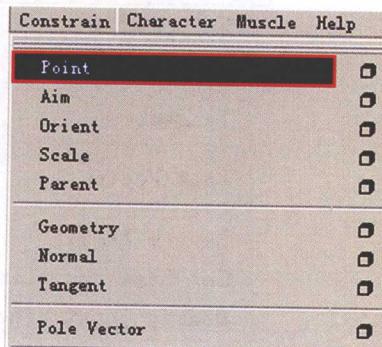 Constrain Character Muscle Help
Point
Aim
Orient
Scale
Parent
Geometry
Normal
Tangent
Pole Vector